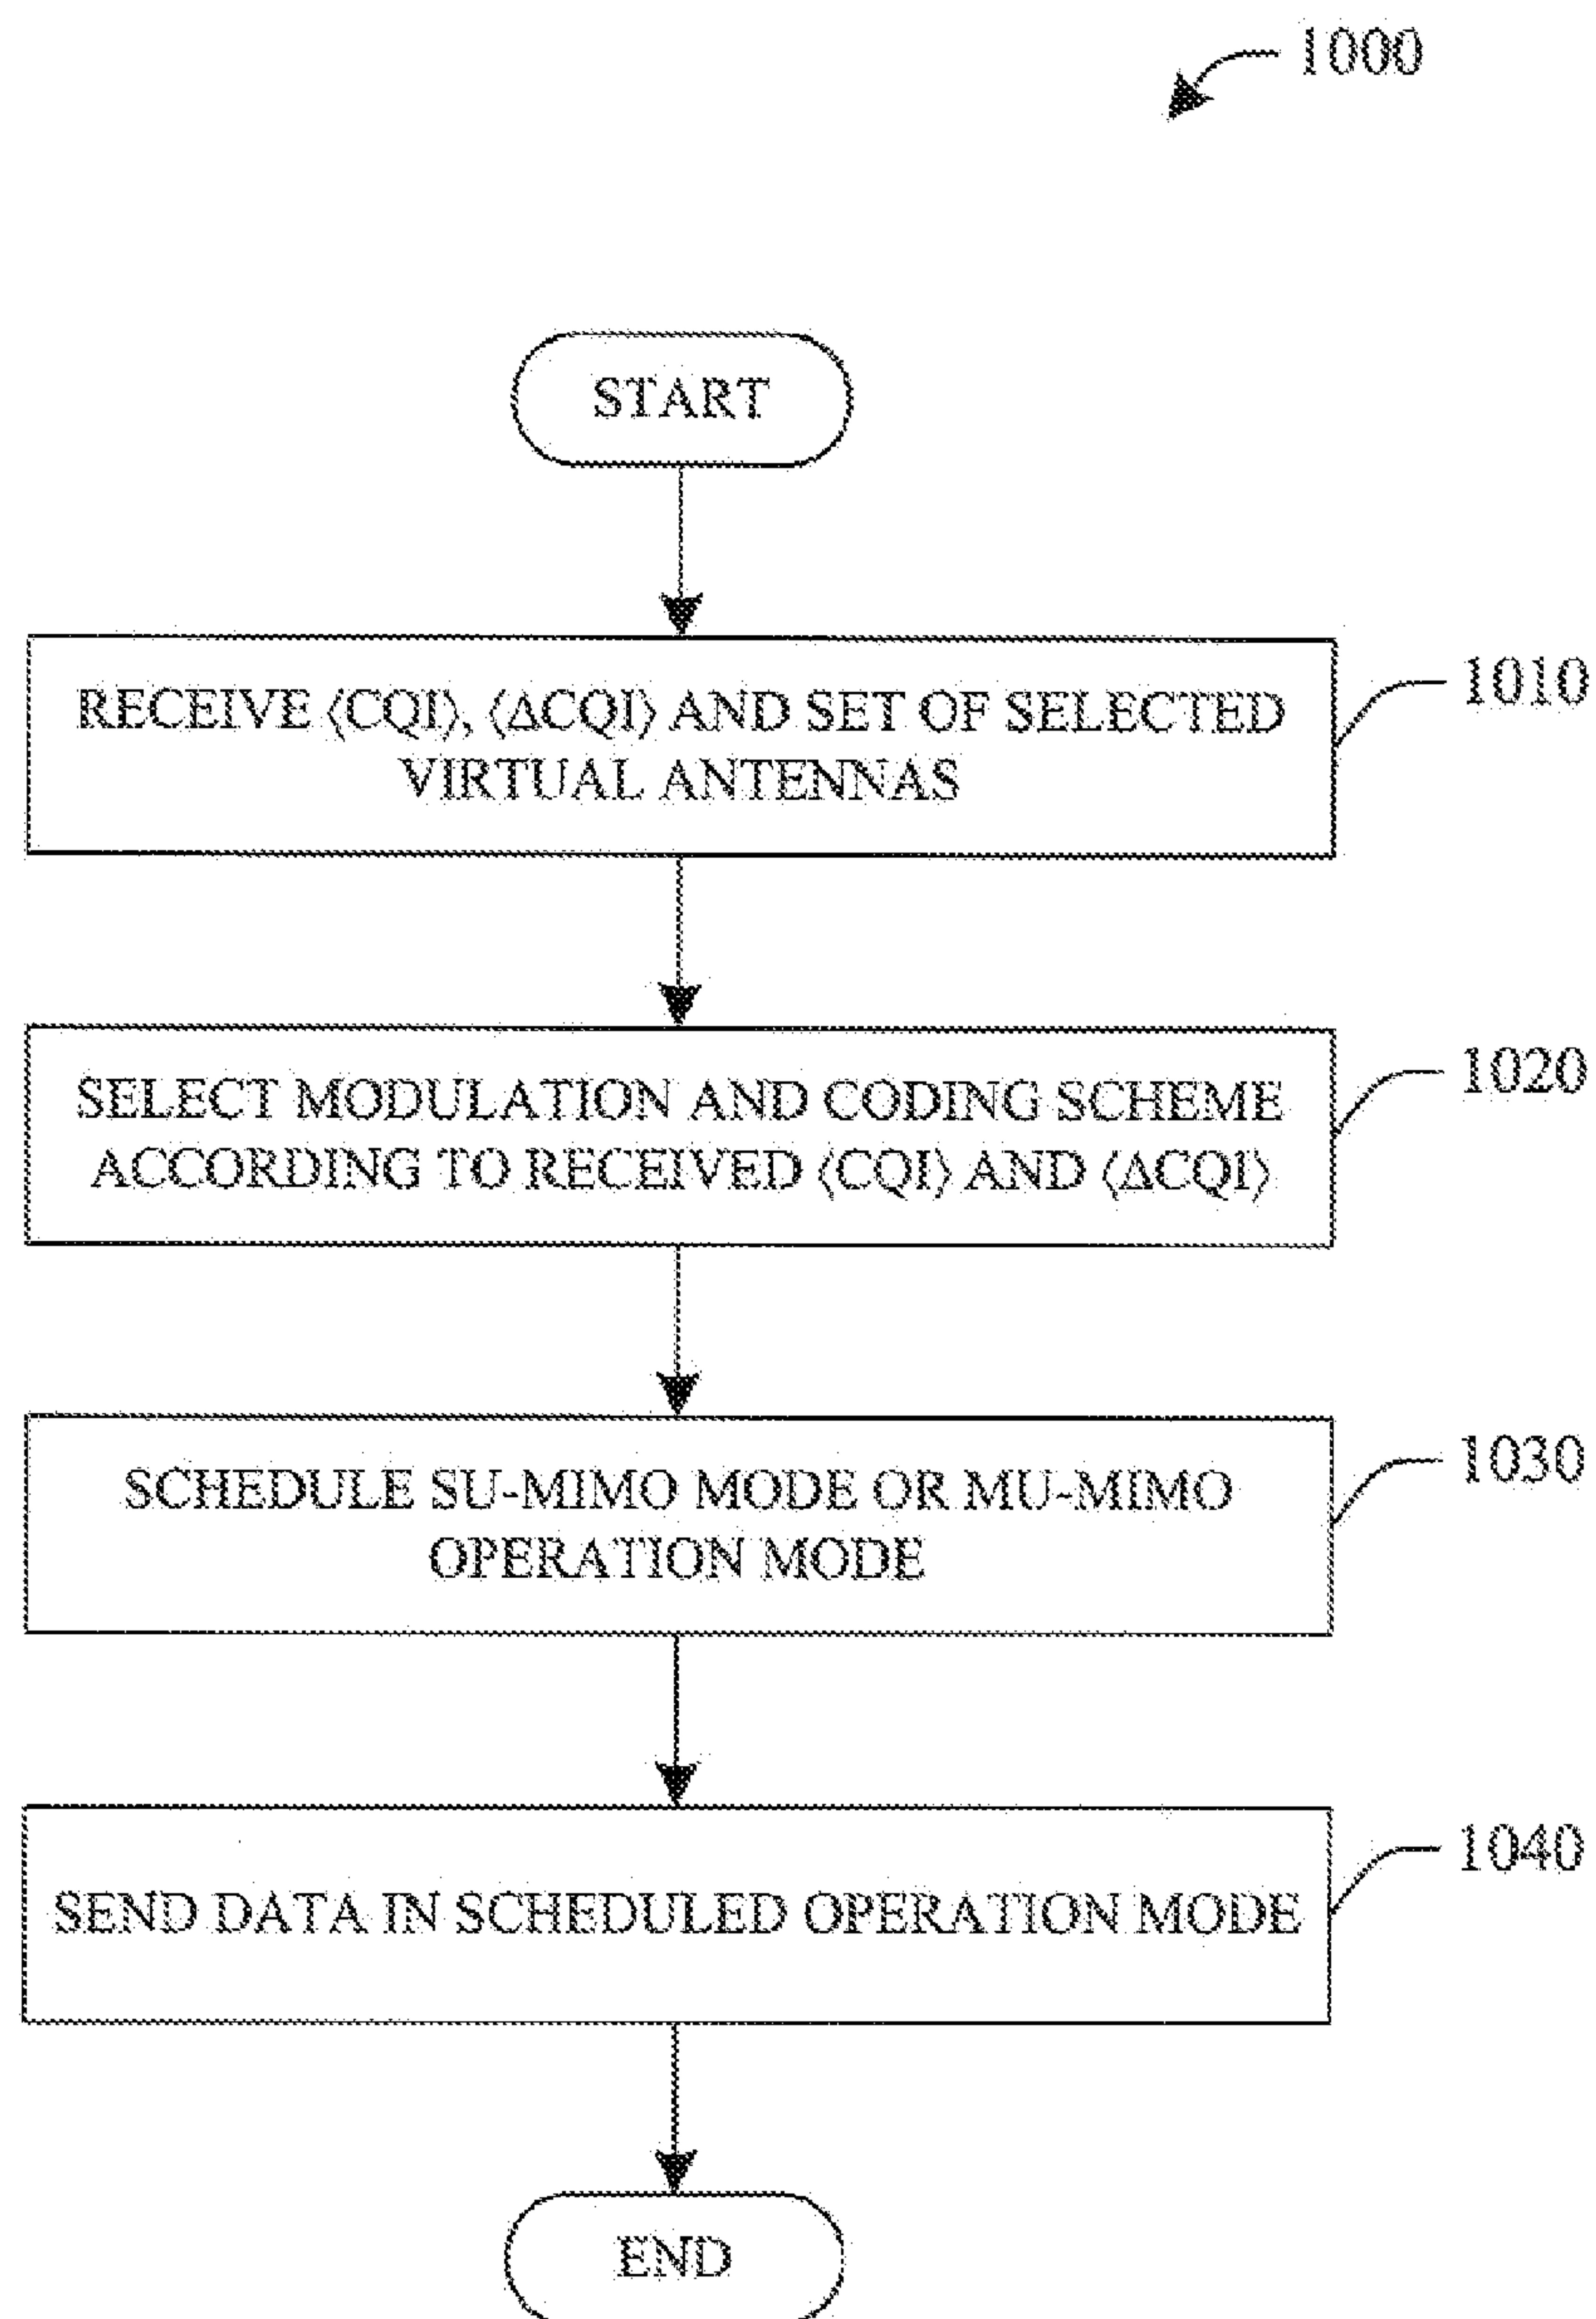 1000
START
RECEIVE ⟨CQI⟩, ⟨ΔCQI⟩ AND SET OF SELECTED
VIRTUAL ANTENNAS
1010
SELECT MODULATION AND CODING SCHEME
ACCORDING TO RECEIVED ⟨CQI⟩ AND ⟨ΔCQI⟩
1020
SCHEDULE SU-MIMO MODE OR MU-MIMO
OPERATION MODE
1030
SEND DATA IN SCHEDULED OPERATION MODE
1040
END